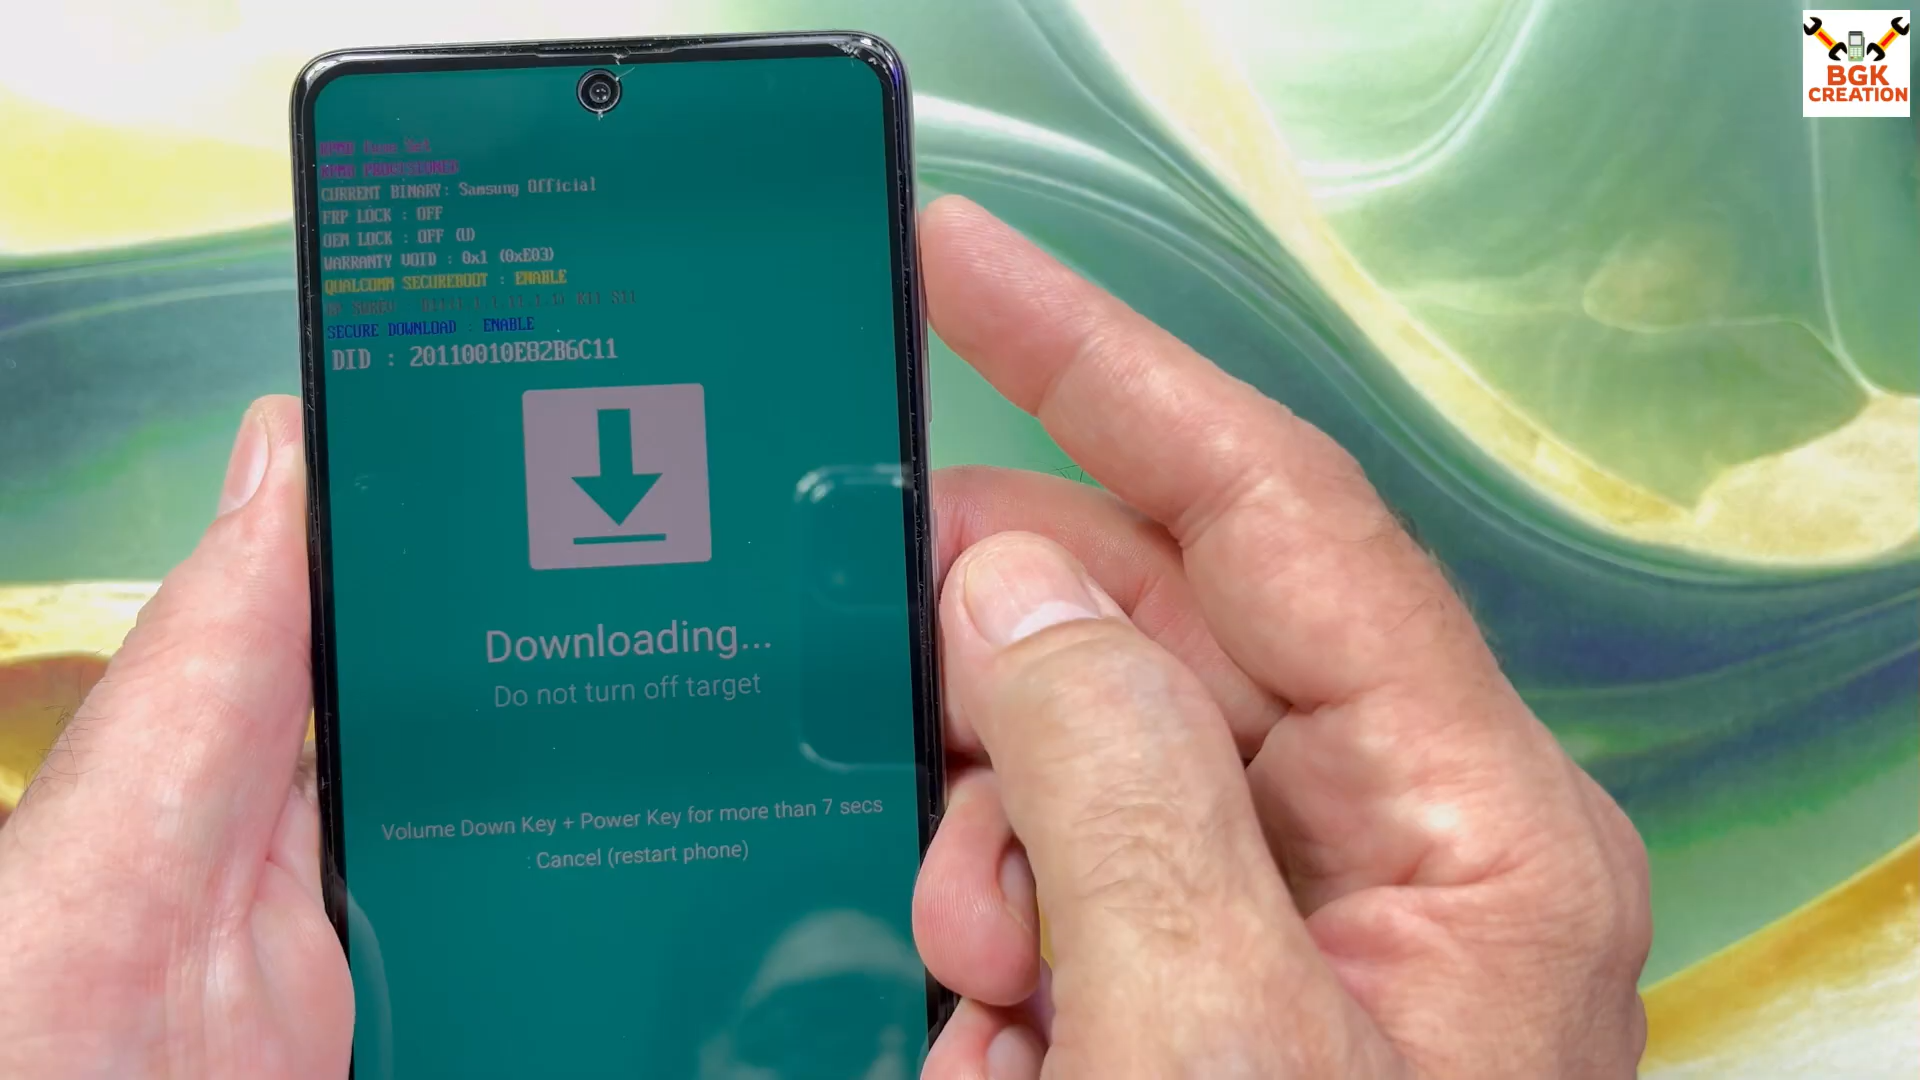 BGK
CREATION
CURRENT BINARY: Samsung Official
FRP LOCK : OFF
OEM LOCK : OFF (U)
WARRANTY VOID : 0x1 (0xE03)
QUALCOMM SECUREBOOT : ENABLE
SECURE DOWNLOAD : ENABLE
DID : 20110010E82B6C11
Downloading...
Do not turn off target
Volume Down Key + Power Key for more than 7 secs
: Cancel (restart phone)